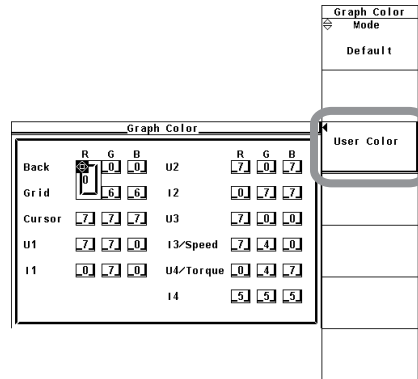 Graph Color
Mode
Default
User Color
Graph Color
R G B R G B
Back 0 0 U2 7 0 7
0
Grid 6 6 I2 0 7 7
Cursor 7 7 7 U3 7 0 0
U1 7 7 0 I3/Speed 7 4 0
I1 0 7 0 U4/Torque 0 4 7
I4 5 5 5